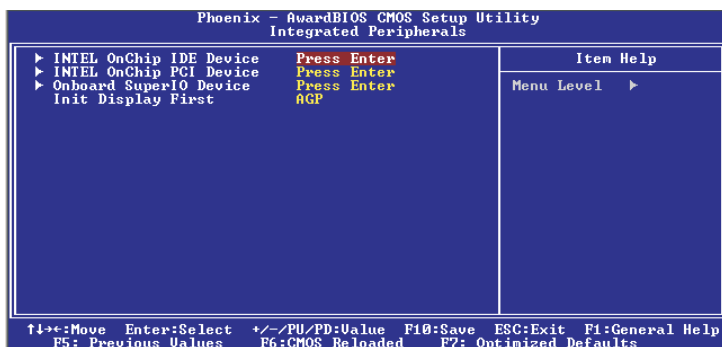 Phoenix - AwardBIOS CMOS Setup Utility
Integrated Peripherals
▶ INTEL OnChip IDE Device Press Enter
▶ INTEL OnChip PCI Device Press Enter
▶ Onboard SuperIO Device Press Enter
Init Display First AGP
Item Help
Menu Level ▶
↑↓→←:Move Enter:Select +/-/PU/PD:Value F10:Save ESC:Exit F1:General Help
F5: Previous Values F6:CMOS Reloaded F7: Optimized Defaults